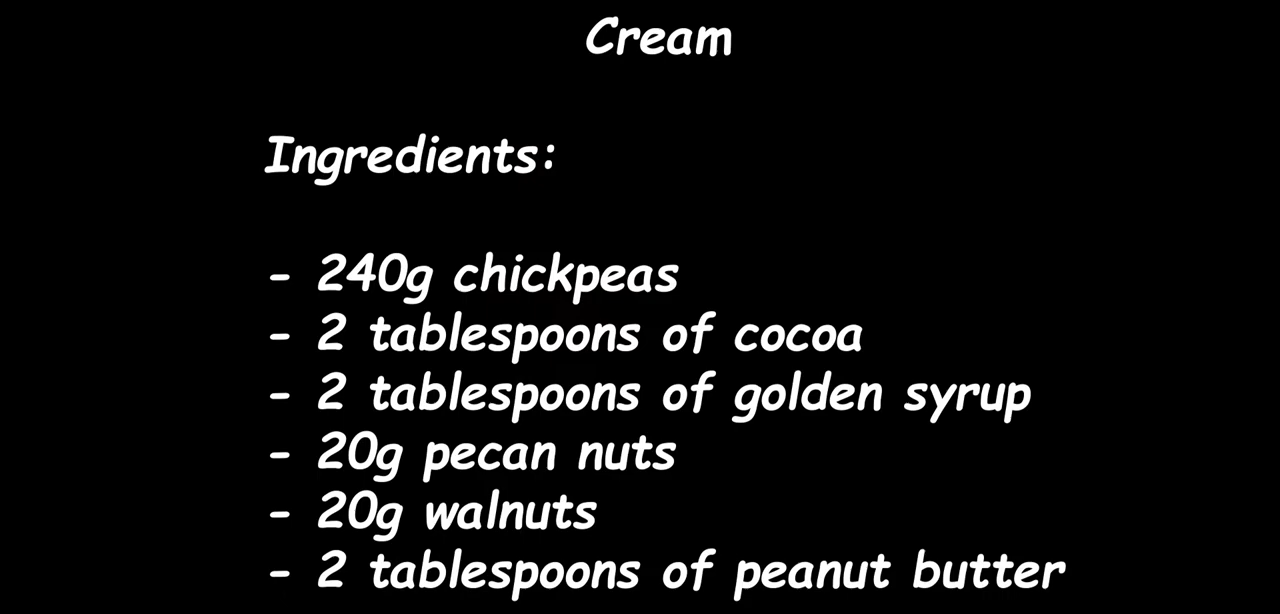 Cream
Ingredients:
- 240g chickpeas
- 2 tablespoons of cocoa
- 2 tablespoons of golden syrup
- 20g pecan nuts
- 20g walnuts
- 2 tablespoons of peanut butter